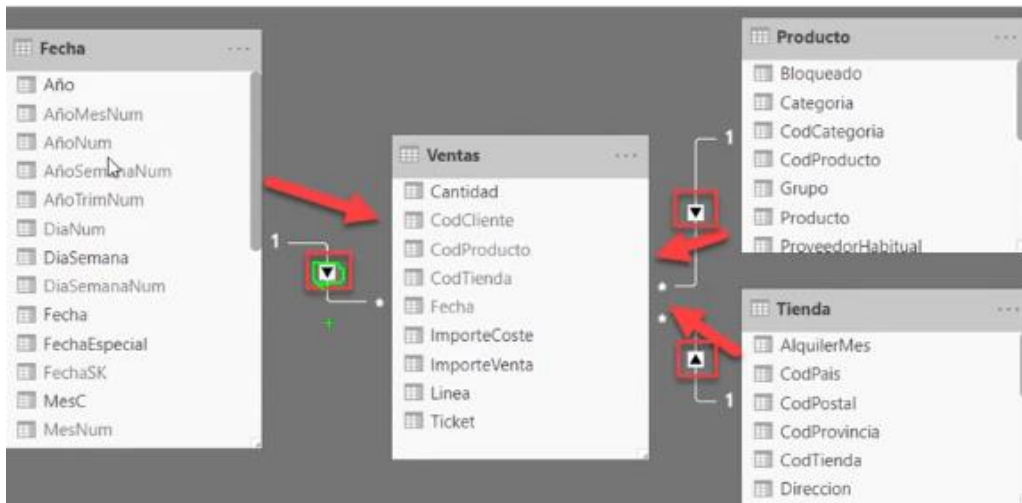 Fecha
Año
AñoMesNum
AñoNum
AñoSemanaNum
AñoTrimNum
DiaNum
DiaSemana
DiaSemanaNum
Fecha
FechaEspecial
FechaSK
MesC
MesNum
1
*
Ventas
Cantidad
CodCliente
CodProducto
CodTienda
Fecha
ImporteCoste
ImporteVenta
Linea
Ticket
1
*
*
1
Producto
Bloqueado
Categoria
CodCategoria
CodProducto
Grupo
Producto
ProveedorHabitual
Tienda
AlquilerMes
CodPais
CodPostal
CodProvincia
CodTienda
Direccion